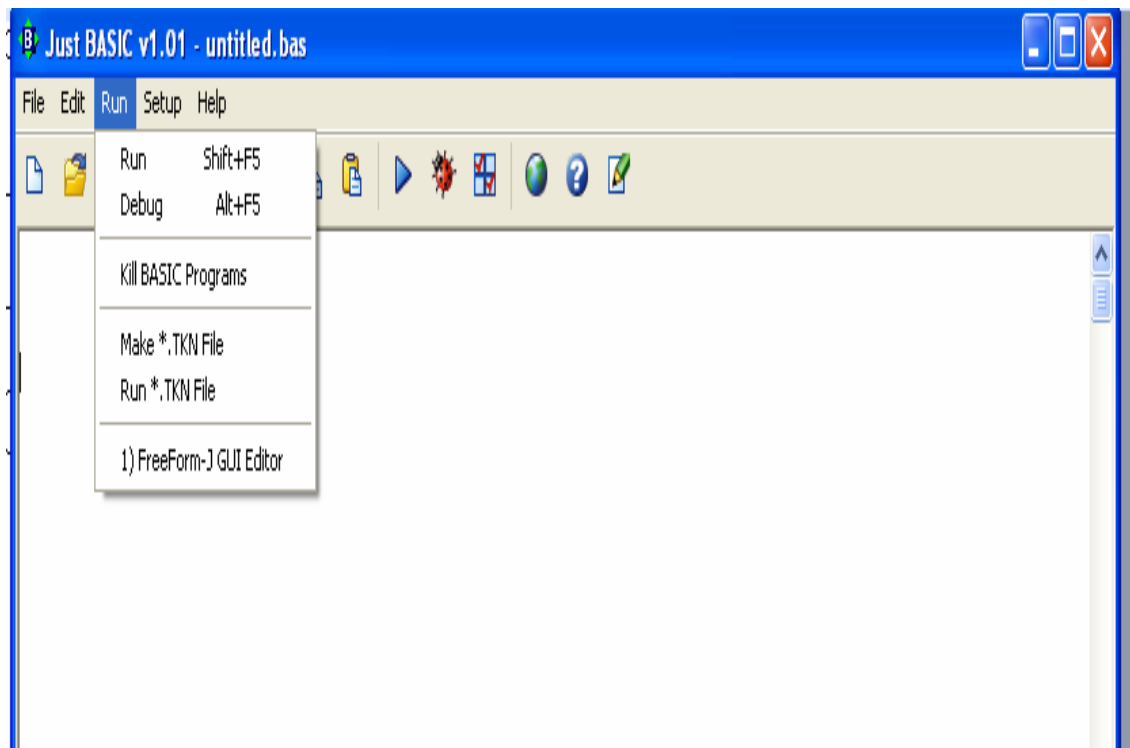 Just BASIC v1.01 - untitled.bas
File Edit Run Setup Help
Run Shift+F5
Debug Alt+F5
Kill BASIC Programs
Make *.TKN File
Run *.TKN File
1) FreeForm-J GUI Editor